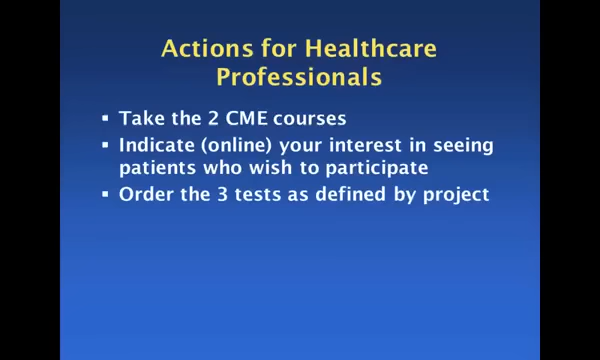 Actions for Healthcare
Professionals
▪ Take the 2 CME courses
▪ Indicate (online) your interest in seeing
patients who wish to participate
▪ Order the 3 tests as defined by project